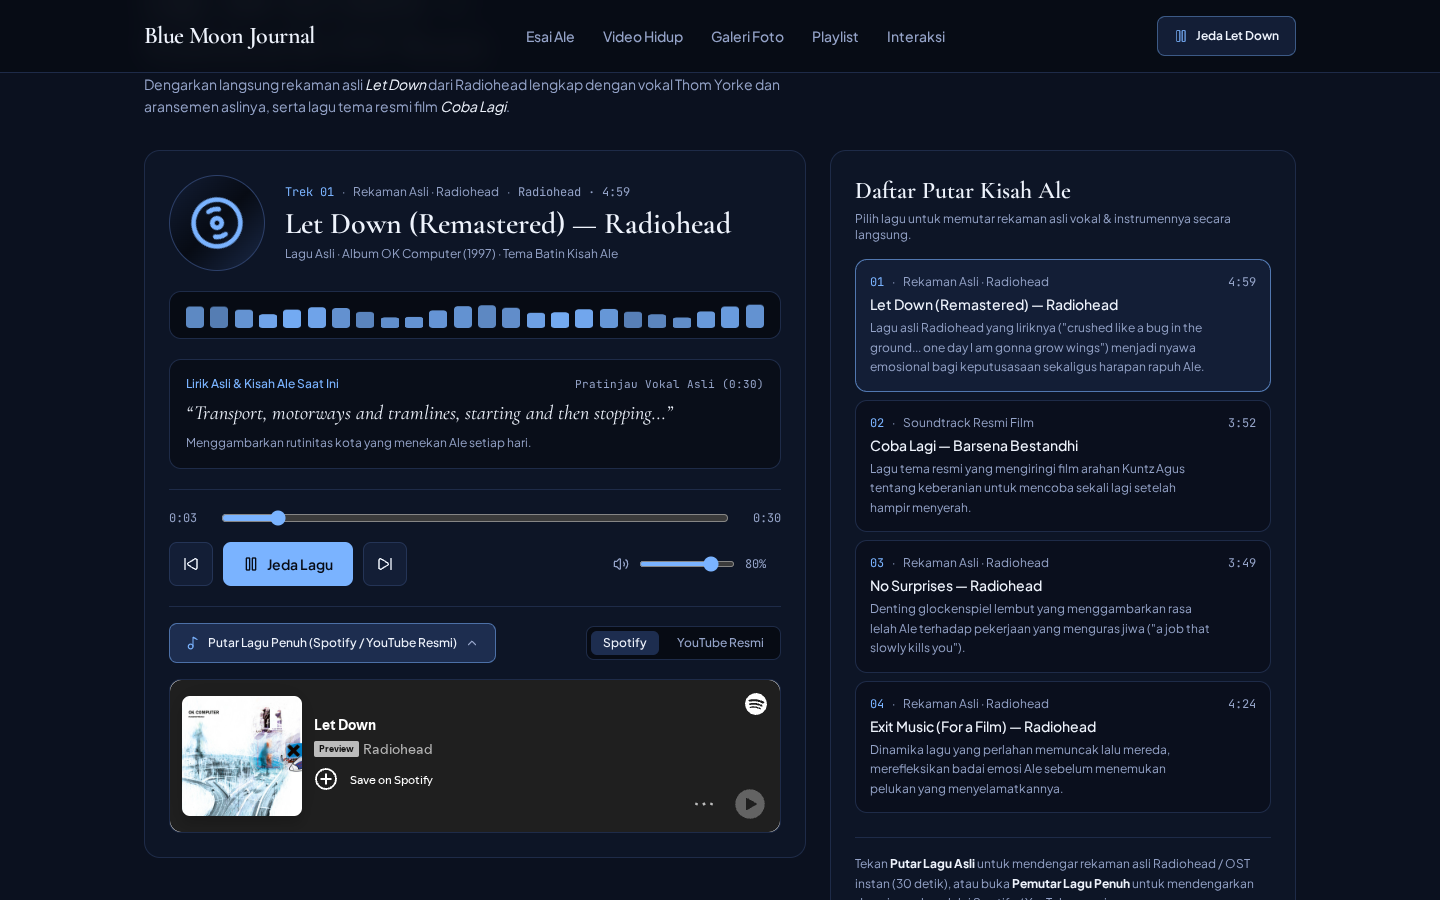 Blue Moon Journal
Esai Ale
Video Hidup
Galeri Foto
Playlist
Interaksi
Jeda Let Down
Dengarkan langsung rekaman asli Let Down dari Radiohead lengkap dengan vokal Thom Yorke dan
aransemen aslinya, serta lagu tema resmi film Coba Lagi.
Trek 01 · Rekaman Asli · Radiohead · Radiohead • 4:59
Let Down (Remastered) — Radiohead
Lagu Asli · Album OK Computer (1997) · Tema Batin Kisah Ale
Lirik Asli & Kisah Ale Saat Ini
Pratinjau Vokal Asli (0:30)
“Transport, motorways and tramlines, starting and then stopping...”
Menggambarkan rutinitas kota yang menekan Ale setiap hari.
0:03
0:30
Jeda Lagu
80%
Putar Lagu Penuh (Spotify / YouTube Resmi)
Spotify
YouTube Resmi
OK COMPUTER
Let Down
Preview Radiohead
Save on Spotify
Daftar Putar Kisah Ale
Pilih lagu untuk memutar rekaman asli vokal & instrumennya secara
langsung.
01 · Rekaman Asli · Radiohead 4:59
Let Down (Remastered) — Radiohead
Lagu asli Radiohead yang liriknya ("crushed like a bug in the
ground... one day I am gonna grow wings") menjadi nyawa
emosional bagi keputusasaan sekaligus harapan rapuh Ale.
02 · Soundtrack Resmi Film 3:52
Coba Lagi — Barsena Bestandhi
Lagu tema resmi yang mengiringi film arahan Kuntz Agus
tentang keberanian untuk mencoba sekali lagi setelah
hampir menyerah.
03 · Rekaman Asli · Radiohead 3:49
No Surprises — Radiohead
Denting glockenspiel lembut yang menggambarkan rasa
lelah Ale terhadap pekerjaan yang menguras jiwa ("a job that
slowly kills you").
04 · Rekaman Asli · Radiohead 4:24
Exit Music (For a Film) — Radiohead
Dinamika lagu yang perlahan memuncak lalu mereda,
merefleksikan badai emosi Ale sebelum menemukan
pelukan yang menyelamatkannya.
Tekan Putar Lagu Asli untuk mendengar rekaman asli Radiohead / OST
instan (30 detik), atau buka Pemutar Lagu Penuh untuk mendengarkan